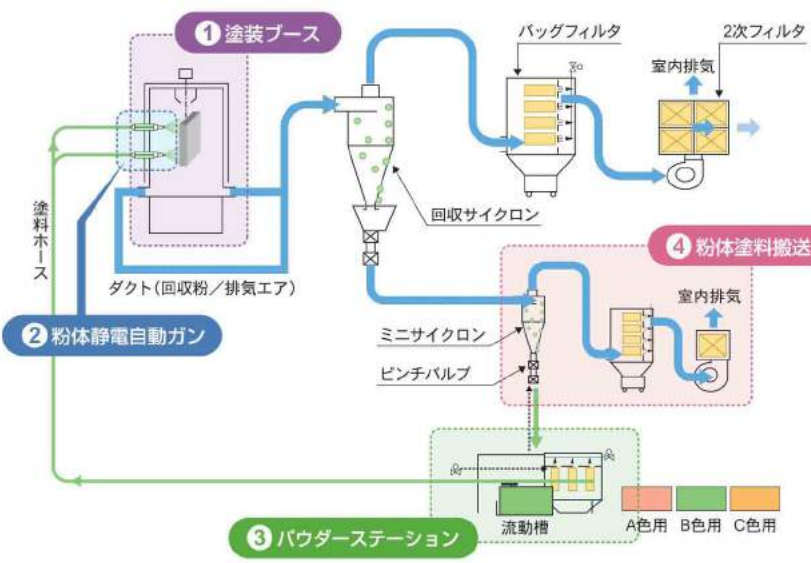 1 塗装ブース
バッグフィルタ
2次フィルタ
室内排気
回収サイクロン
塗料ホース
ダクト(回収粉／排気エア)
2 粉体静電自動ガン
4 粉体塗料搬送
室内排気
ミニサイクロン
ピンチバルブ
流動槽
3 パウダーステーション
A色用 B色用 C色用